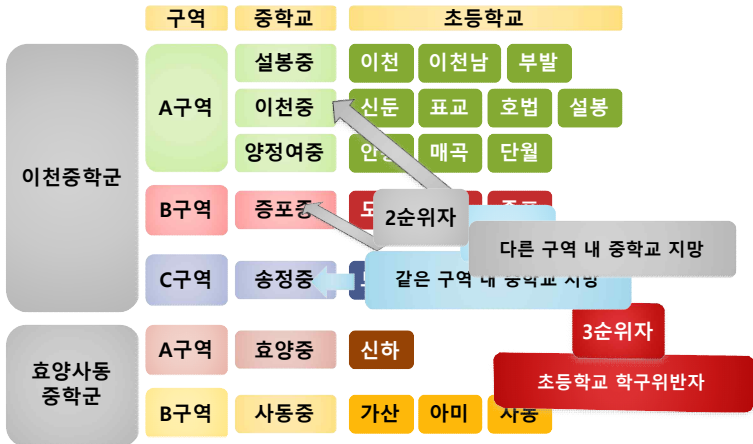 구역 중학교 초등학교
이천중학군
A구역
설봉중 이천 이천남 부발
이천중 신둔 표교 호법 설봉
양정여중 매곡 단월
B구역 증포중
2순위자
다른 구역 내 중학교 지망
C구역 송정중
같은 구역 내 중학교 지망
효양사동
중학군
A구역 효양중 신하
3순위자
초등학교 학구위반자
B구역 사동중 가산 아미